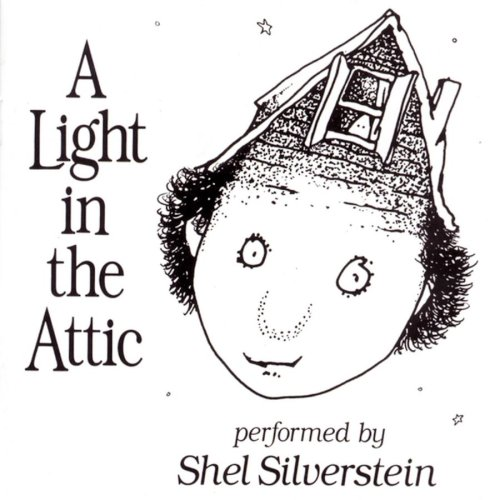 A
Light
in
the
Attic
performed by
Shel Silverstein